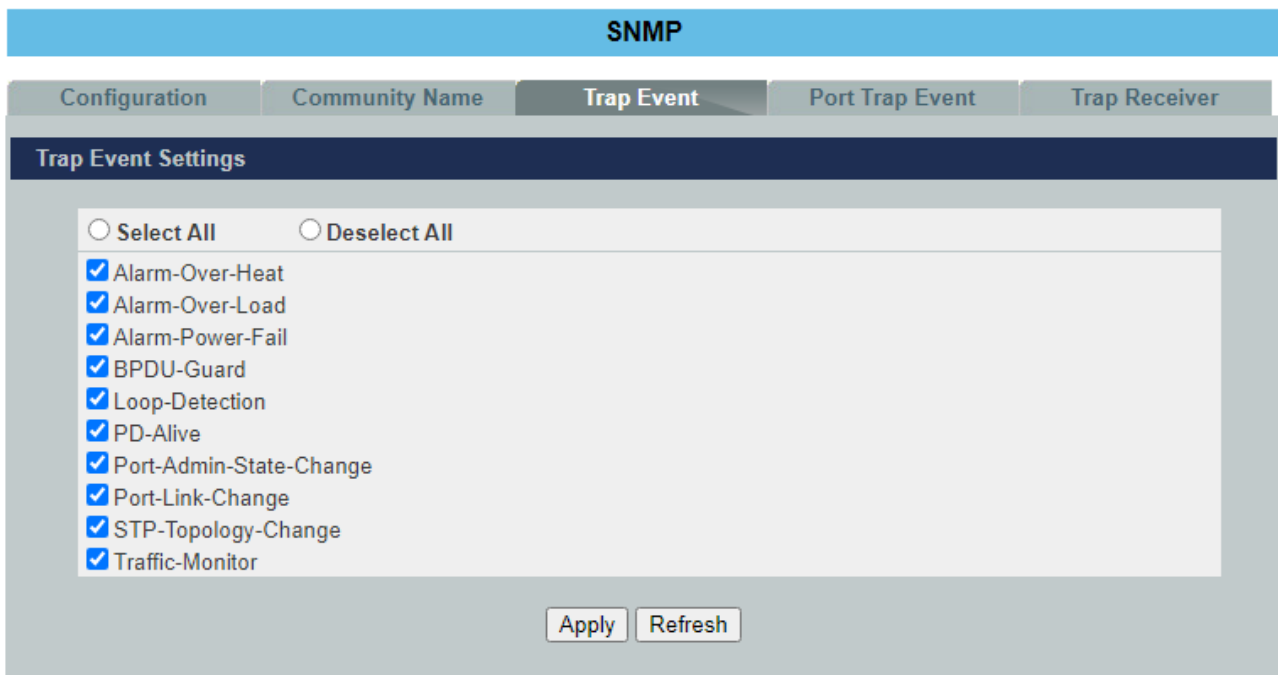 SNMP
Configuration Community Name Trap Event Port Trap Event Trap Receiver
Trap Event Settings
Select All Deselect All
Alarm-Over-Heat
Alarm-Over-Load
Alarm-Power-Fail
BPDU-Guard
Loop-Detection
PD-Alive
Port-Admin-State-Change
Port-Link-Change
STP-Topology-Change
Traffic-Monitor
Apply Refresh